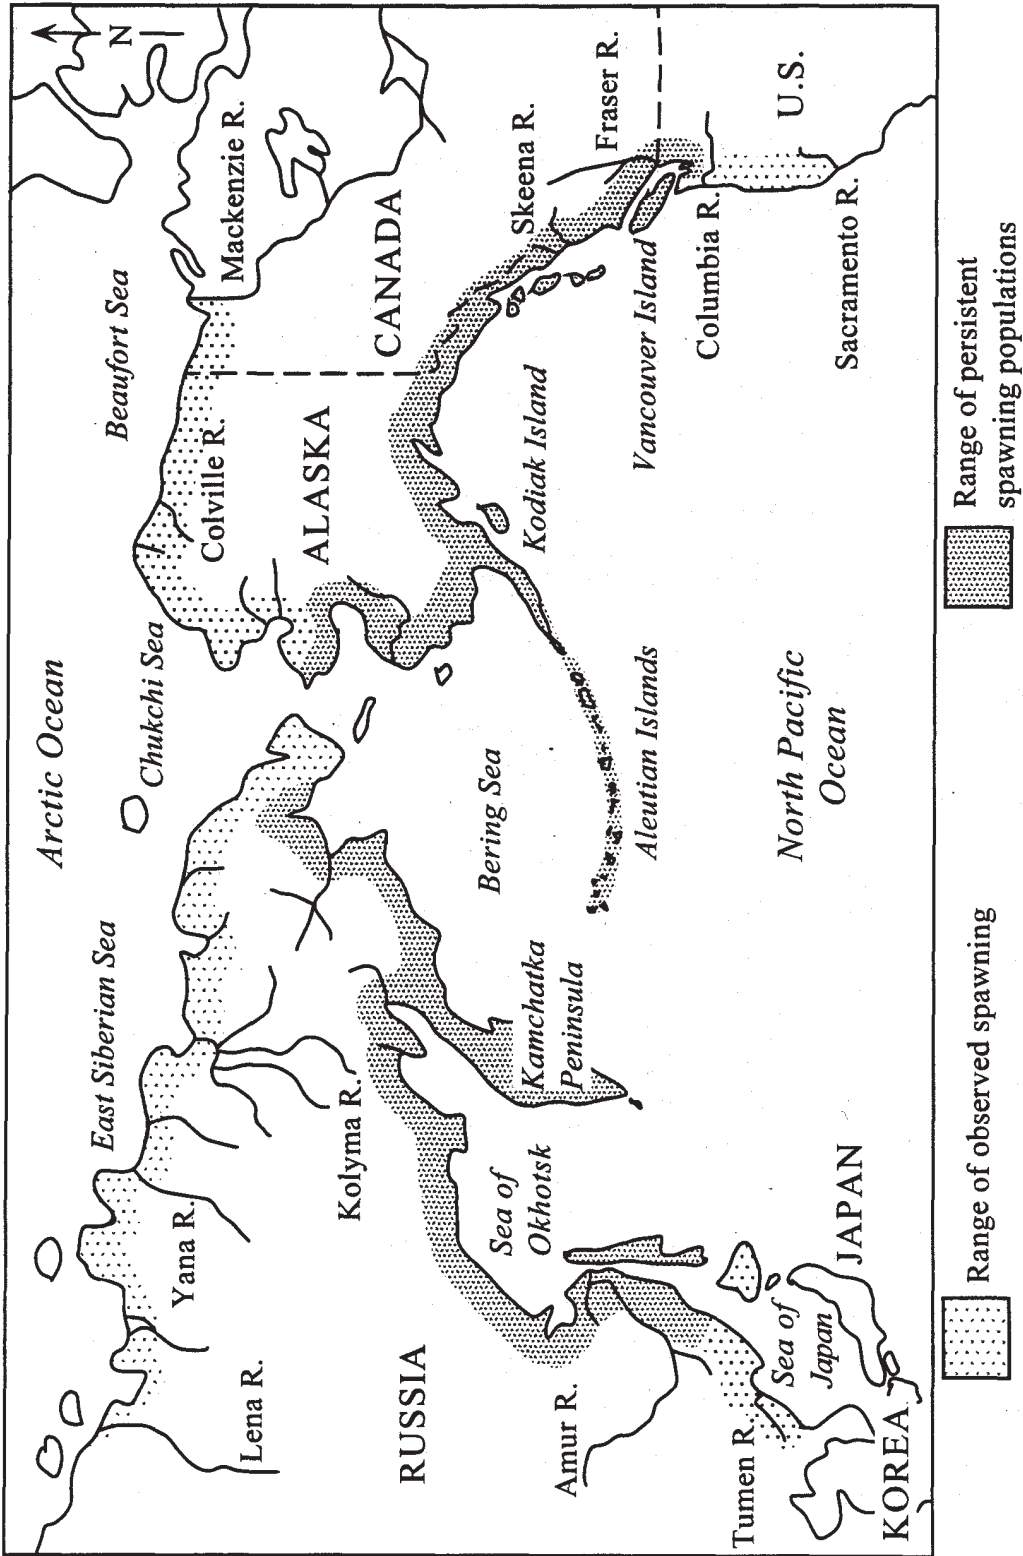 N
Arctic Ocean
Beaufort Sea
Chukchi Sea
East Siberian Sea
Mackenzie R.
Colville R.
Yana R.
Lena R.
ALASKA
CANADA
Kolyma R.
RUSSIA
Bering Sea
Kodiak Island
Skeena R.
Fraser R.
Kamchatka
Peninsula
Sea of
Okhotsk
Amur R.
Aleutian Islands
Vancouver Island
Columbia R.
U.S.
Tumen R.
Sea of
Japan
JAPAN
North Pacific
Ocean
Sacramento R.
KOREA
Range of observed spawning
Range of persistent
spawning populations